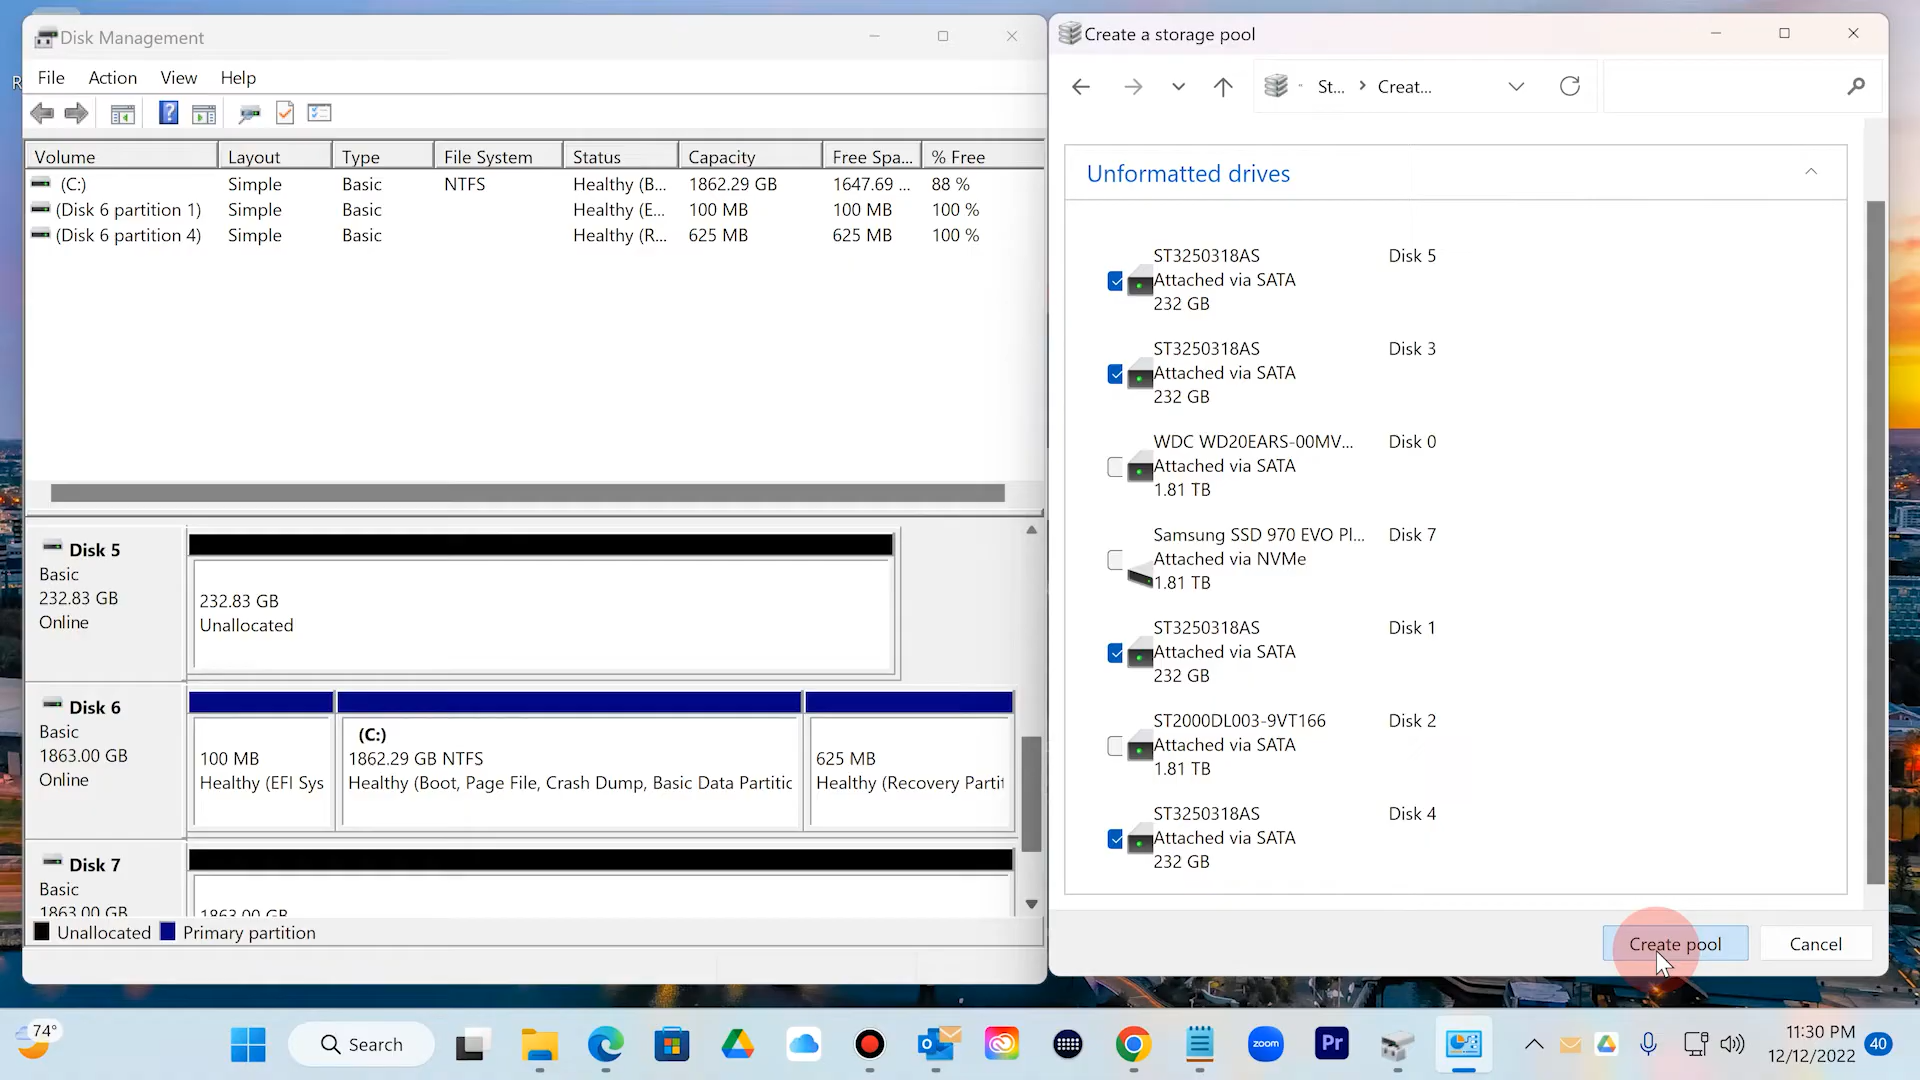 Disk Management
File Action View Help
Volume Layout Type File System Status Capacity Free Spa... % Free
(C:) Simple Basic NTFS Healthy (B... 1862.29 GB 1647.69 ... 88 %
(Disk 6 partition 1) Simple Basic Healthy (E... 100 MB 100 MB 100 %
(Disk 6 partition 4) Simple Basic Healthy (R... 625 MB 625 MB 100 %
Disk 5
Basic
232.83 GB
Online
232.83 GB
Unallocated
Disk 6
Basic
1863.00 GB
Online
100 MB
Healthy (EFI Sys
(C:)
1862.29 GB NTFS
Healthy (Boot, Page File, Crash Dump, Basic Data Partitic
625 MB
Healthy (Recovery Partit
Disk 7
Basic
1863.00 GB
1863.00 GB
Unallocated Primary partition
Create a storage pool
St... Creat...
Unformatted drives
ST3250318AS Disk 5
Attached via SATA
232 GB
ST3250318AS Disk 3
Attached via SATA
232 GB
WDC WD20EARS-00MV... Disk 0
Attached via SATA
1.81 TB
Samsung SSD 970 EVO Pl... Disk 7
Attached via NVMe
1.81 TB
ST3250318AS Disk 1
Attached via SATA
232 GB
ST2000DL003-9VT166 Disk 2
Attached via SATA
1.81 TB
ST3250318AS Disk 4
Attached via SATA
232 GB
Create pool Cancel
R
74°
Search
zoom
Pr
11:30 PM
12/12/2022
40